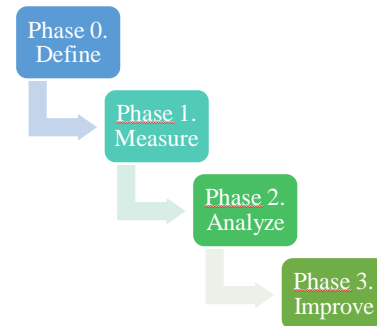 Phase 0.
Define
Phase 1.
Measure
Phase 2.
Analyze
Phase 3.
Improve